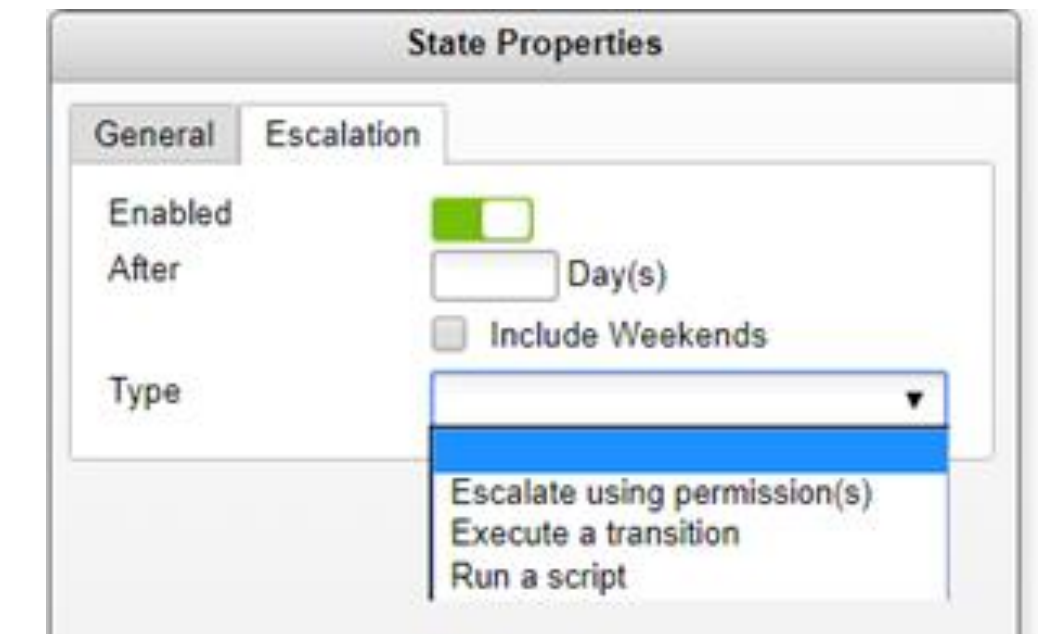 State Properties
General Escalation
Enabled
After Day(s)
Include Weekends
Type
Escalate using permission(s)
Execute a transition
Run a script